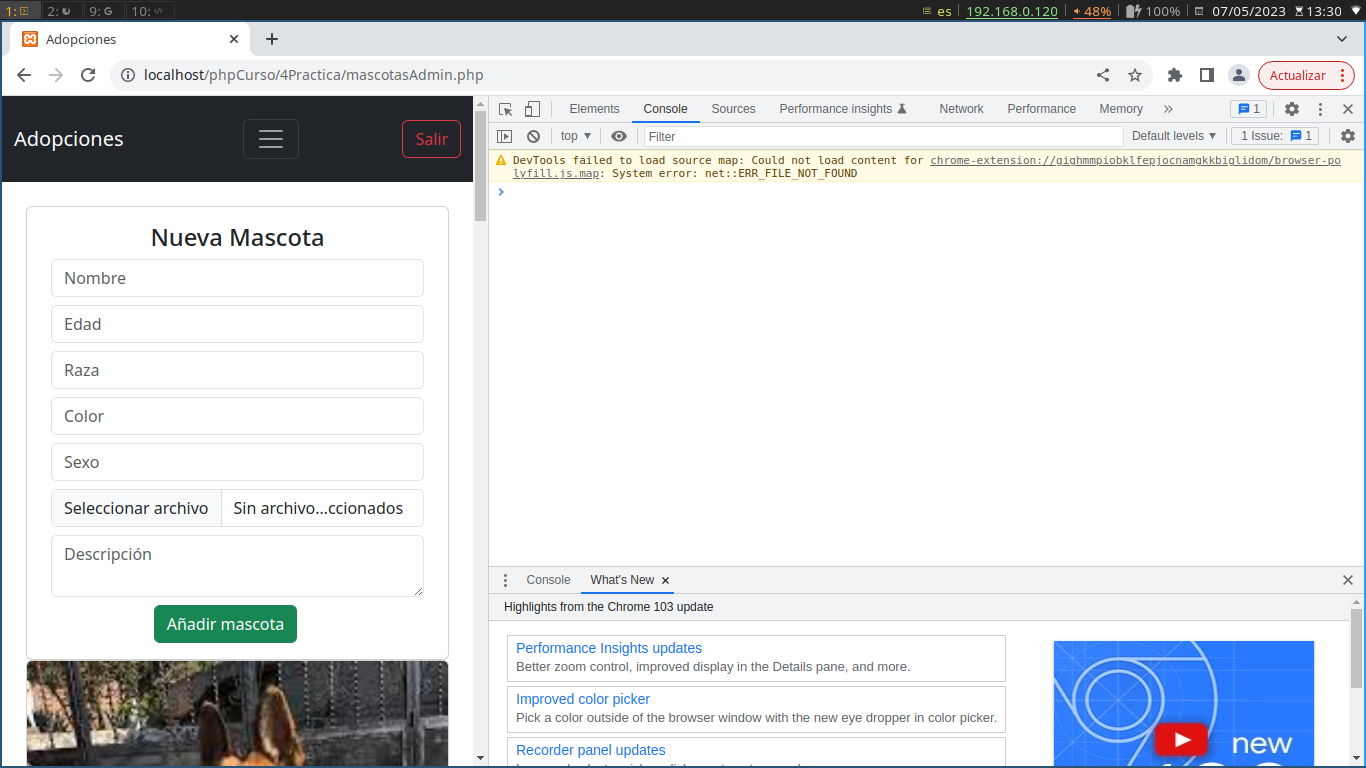 1: 2: 9: 10: es 192.168.0.120 48% 100% 07/05/2023 13:30
Adopciones
localhost/phpCurso/4Practica/mascotasAdmin.php
Actualizar
Adopciones
Salir
Nueva Mascota
Nombre
Edad
Raza
Color
Sexo
Seleccionar archivo Sin archivo...ccionados
Descripción
Añadir mascota
Elements Console Sources Performance insights Network Performance Memory 1
top Filter Default levels 1 Issue: 1
DevTools failed to load source map: Could not load content for chrome-extension://gighmmpiobklfepjocnamgkkbiglidom/browser-po
lyfill.js.map: System error: net::ERR_FILE_NOT_FOUND
Console What's New
Highlights from the Chrome 103 update
Performance Insights updates
Better zoom control, improved display in the Details pane, and more.
Improved color picker
Pick a color outside of the browser window with the new eye dropper in color picker.
Recorder panel updates
new